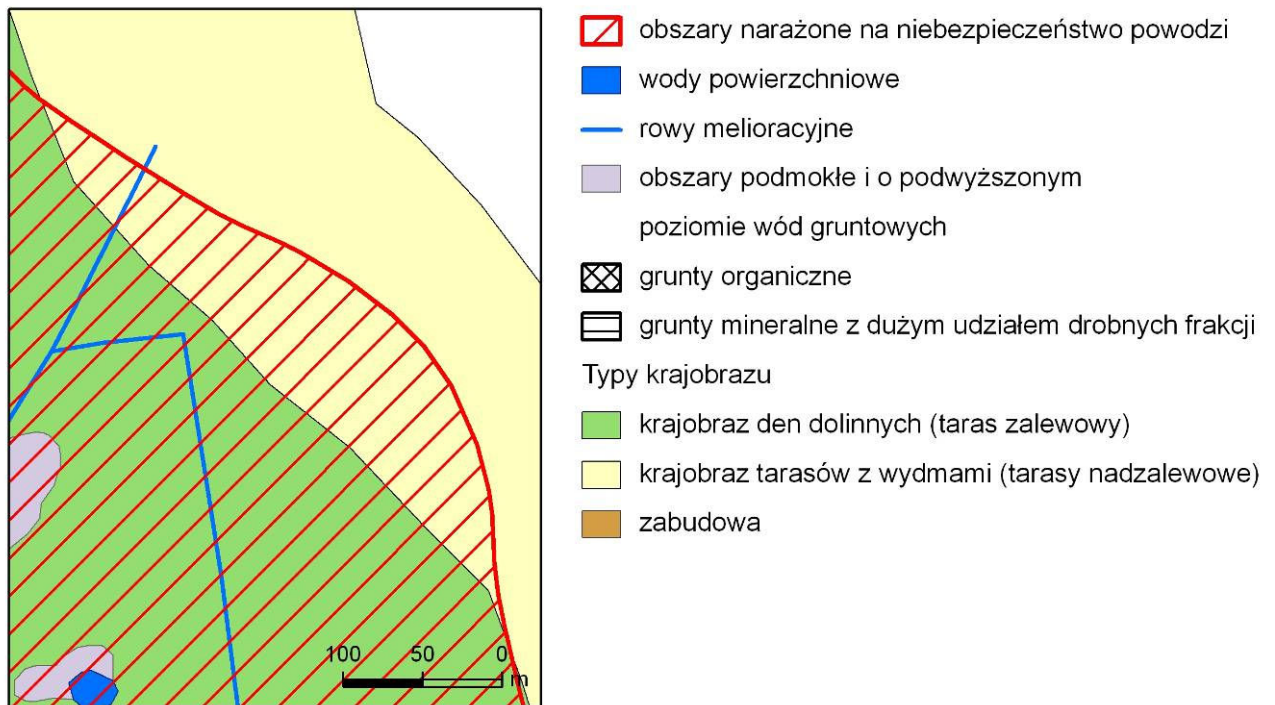 obszary narażone na niebezpieczeństwo powodzi
wody powierzchniowe
rowy melioracyjne
obszary podmokłe i o podwyższonym
poziomie wód gruntowych
grunty organiczne
grunty mineralne z dużym udziałem drobnych frakcji
Typy krajobrazu
krajobraz den dolinnych (taras zalewowy)
krajobraz tarasów z wydmami (tarasy nadzalewowe)
zabudowa
100 50 0
m